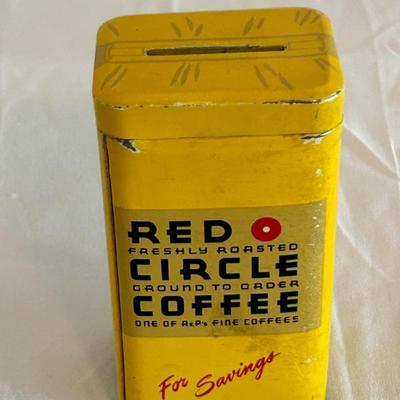 RED
FRESHLY ROASTED
CIRCLE
GROUND TO ORDER
COFFEE
ONE OF A&P's FINE COFFEES
For Savings